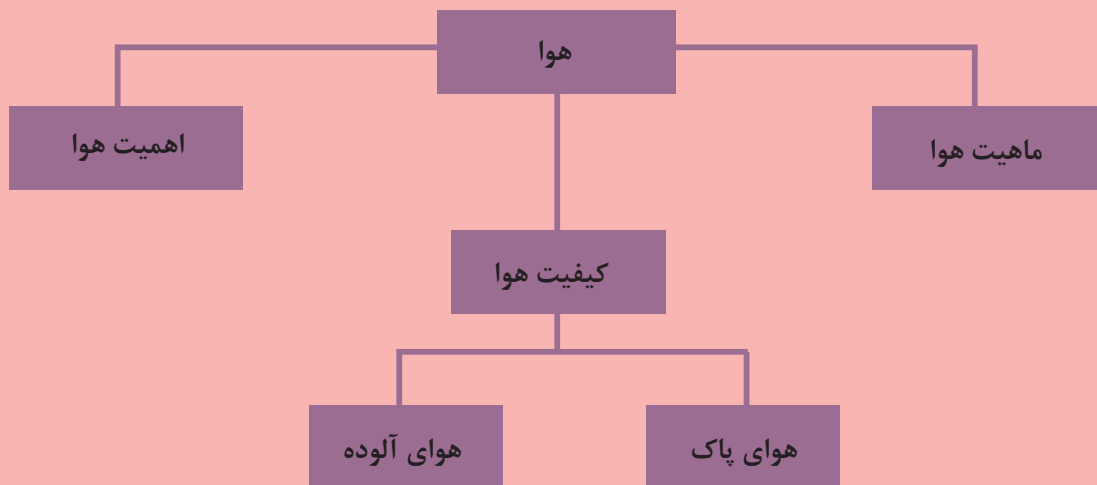 هوا
ماهیت هوا
اهمیت هوا
کیفیت هوا
هوای پاک
هوای آلوده